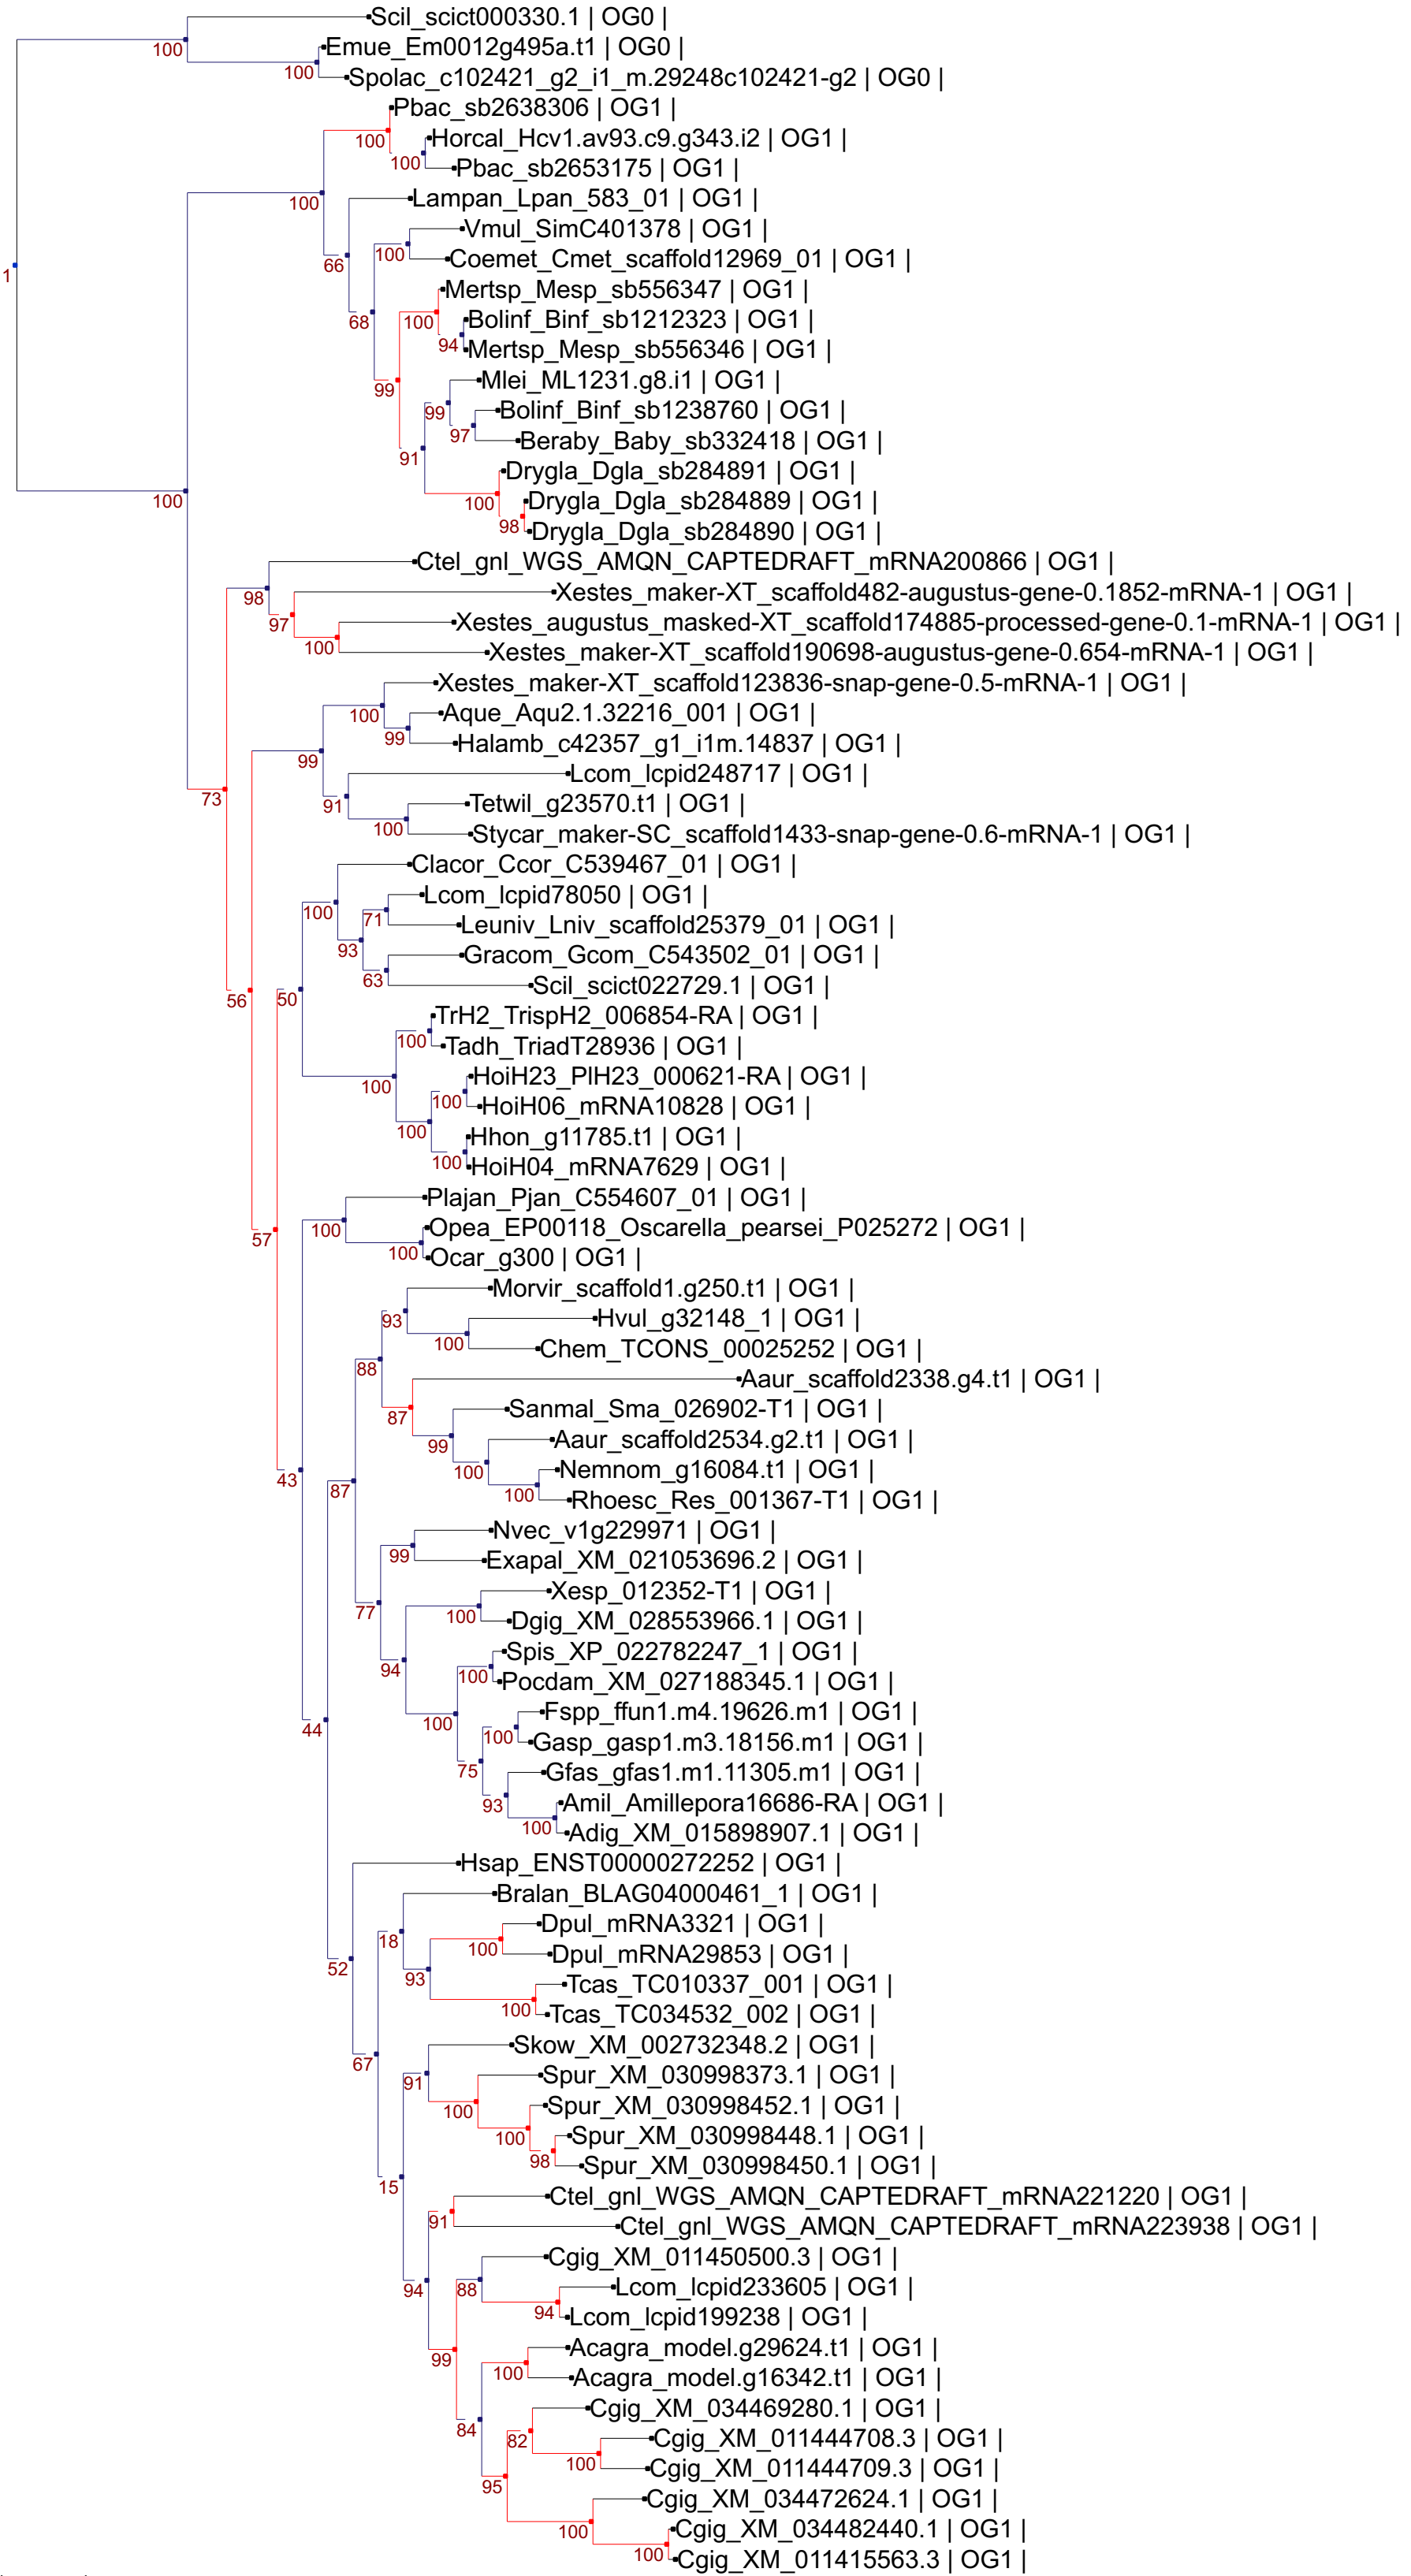 Scil_scict000330.1 | OG0 |
100
Emue_Em0012g495a.t1 | OG0 |
100
Spolac_c102421_g2_i1_m.29248c102421-g2 | OG0 |
Pbac_sb2638306 | OG1 |
100
Horcal_Hcv1.av93.c9.g343.i2 | OG1 |
100
Pbac_sb2653175 | OG1 |
100
Lampan_Lpan_583_01 | OG1 |
Vmul_SimC401378 | OG1 |
100
Coemet_Cmet_scaffold12969_01 | OG1 |
66
1
Mertsp_Mesp_sb556347 | OG1 |
68
100
Bolinf_Binf_sb1212323 | OG1 |
94
Mertsp_Mesp_sb556346 | OG1 |
Mlei_ML1231.g8.i1 | OG1 |
99
99
Bolinf_Binf_sb1238760 | OG1 |
97
Beraby_Baby_sb332418 | OG1 |
91
Drygla_Dgla_sb284891 | OG1 |
100
100
Drygla_Dgla_sb284889 | OG1 |
98
Drygla_Dgla_sb284890 | OG1 |
Ctel_gnl_WGS_AMQN_CAPTEDRAFT_mRNA200866 | OG1 |
98
Xestes_maker-XT_scaffold482-augustus-gene-0.1852-mRNA-1 | OG1 |
97
Xestes_augustus_masked-XT_scaffold174885-processed-gene-0.1-mRNA-1 | OG1 |
100
Xestes_maker-XT_scaffold190698-augustus-gene-0.654-mRNA-1 | OG1 |
Xestes_maker-XT_scaffold123836-snap-gene-0.5-mRNA-1 | OG1 |
100
Aque_Aqu2.1.32216_001 | OG1 |
99
Halamb_c42357_g1_i1m.14837 | OG1 |
99
Lcom_lcpid248717 | OG1 |
73
91
Tetwil_g23570.t1 | OG1 |
100
Stycar_maker-SC_scaffold1433-snap-gene-0.6-mRNA-1 | OG1 |
Clacor_Ccor_C539467_01 | OG1 |
Lcom_lcpid78050 | OG1 |
100
71
Leuniv_Lniv_scaffold25379_01 | OG1 |
93
Gracom_Gcom_C543502_01 | OG1 |
63
Scil_scict022729.1 | OG1 |
56
50
TrH2_TrispH2_006854-RA | OG1 |
100
Tadh_TriadT28936 | OG1 |
HoiH23_PlH23_000621-RA | OG1 |
100
100
HoiH06_mRNA10828 | OG1 |
100
Hhon_g11785.t1 | OG1 |
100
HoiH04_mRNA7629 | OG1 |
Plajan_Pjan_C554607_01 | OG1 |
100
Opea_EP00118_Oscarella_pearsei_P025272 | OG1 |
57
100
Ocar_g300 | OG1 |
Morvir_scaffold1.g250.t1 | OG1 |
93
Hvul_g32148_1 | OG1 |
100
Chem_TCONS_00025252 | OG1 |
88
Aaur_scaffold2338.g4.t1 | OG1 |
87
Sanmal_Sma_026902-T1 | OG1 |
99
Aaur_scaffold2534.g2.t1 | OG1 |
100
Nemnom_g16084.t1 | OG1 |
43
87
100
Rhoesc_Res_001367-T1 | OG1 |
Nvec_v1g229971 | OG1 |
99
Exapal_XM_021053696.2 | OG1 |
Xesp_012352-T1 | OG1 |
77
100
Dgig_XM_028553966.1 | OG1 |
Spis_XP_022782247_1 | OG1 |
94
100
Pocdam_XM_027188345.1 | OG1 |
Fspp_ffun1.m4.19626.m1 | OG1 |
44
100
100
Gasp_gasp1.m3.18156.m1 | OG1 |
75
Gfas_gfas1.m1.11305.m1 | OG1 |
93
Amil_Amillepora16686-RA | OG1 |
100
Adig_XM_015898907.1 | OG1 |
Hsap_ENST00000272252 | OG1 |
Bralan_BLAG04000461_1 | OG1 |
Dpul_mRNA3321 | OG1 |
18
100
Dpul_mRNA29853 | OG1 |
52
93
Tcas_TC010337_001 | OG1 |
100
Tcas_TC034532_002 | OG1 |
Skow_XM_002732348.2 | OG1 |
67
91
Spur_XM_030998373.1 | OG1 |
100
Spur_XM_030998452.1 | OG1 |
100
Spur_XM_030998448.1 | OG1 |
98
Spur_XM_030998450.1 | OG1 |
15
Ctel_gnl_WGS_AMQN_CAPTEDRAFT_mRNA221220 | OG1 |
91
Ctel_gnl_WGS_AMQN_CAPTEDRAFT_mRNA223938 | OG1 |
Cgig_XM_011450500.3 | OG1 |
94
88
Lcom_lcpid233605 | OG1 |
94
Lcom_lcpid199238 | OG1 |
Acagra_model.g29624.t1 | OG1 |
99
100
Acagra_model.g16342.t1 | OG1 |
Cgig_XM_034469280.1 | OG1 |
84
82
Cgig_XM_011444708.3 | OG1 |
100
Cgig_XM_011444709.3 | OG1 |
95
Cgig_XM_034472624.1 | OG1 |
100
Cgig_XM_034482440.1 | OG1 |
100
Cgig_XM_011415563.3 | OG1 |